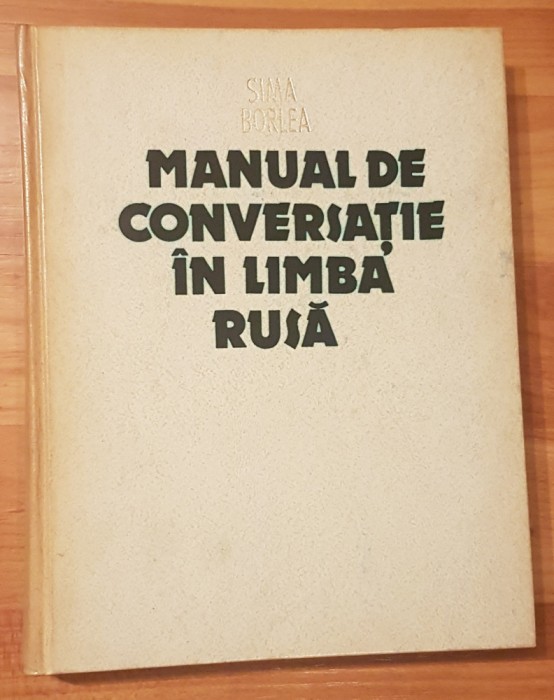 SIMA
BORLEA
MANUAL DE
CONVERSAȚIE
ÎN LIMBA
RUSĂ